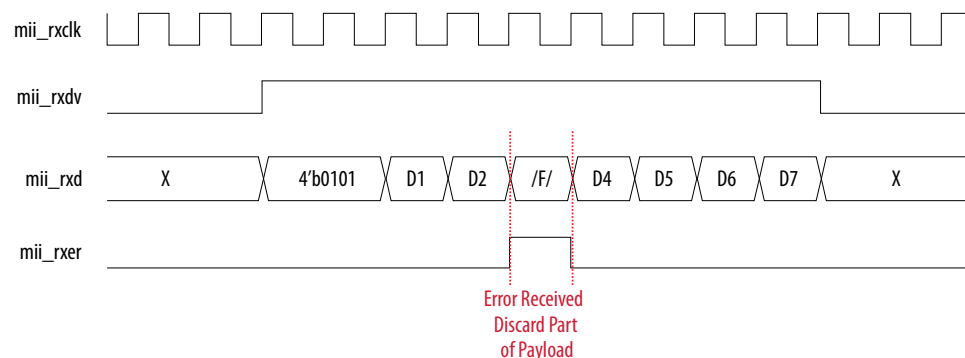 mii_rxclk
mii_rxdv
mii_rxd X 4'b0101 D1 D2 /F/ D4 D5 D6 D7 X
mii_rxer
Error Received
Discard Part
of Payload